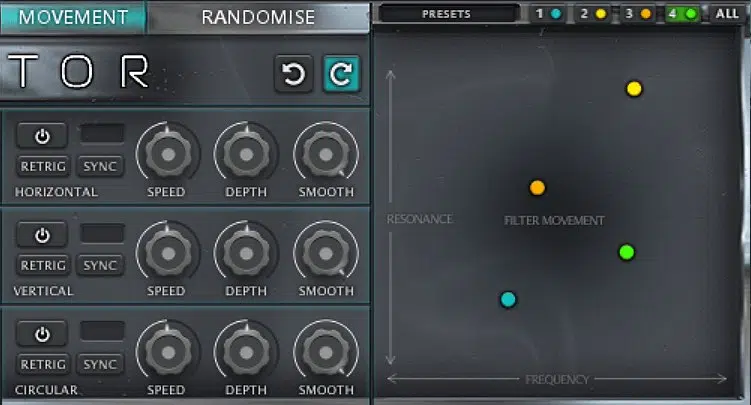 MOVEMENT RANDOMISE
PRESETS 1 2 3 4 ALL
TOR
RETRIG SYNC
HORIZONTAL SPEED DEPTH SMOOTH
RETRIG SYNC
VERTICAL SPEED DEPTH SMOOTH
RETRIG SYNC
CIRCULAR SPEED DEPTH SMOOTH
RESONANCE
FILTER MOVEMENT
FREQUENCY